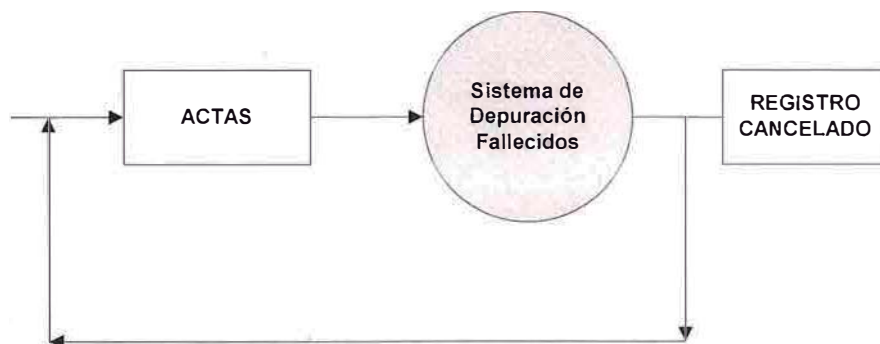 ACTAS
Sistema de
Depuración
Fallecidos
REGISTRO
CANCELADO